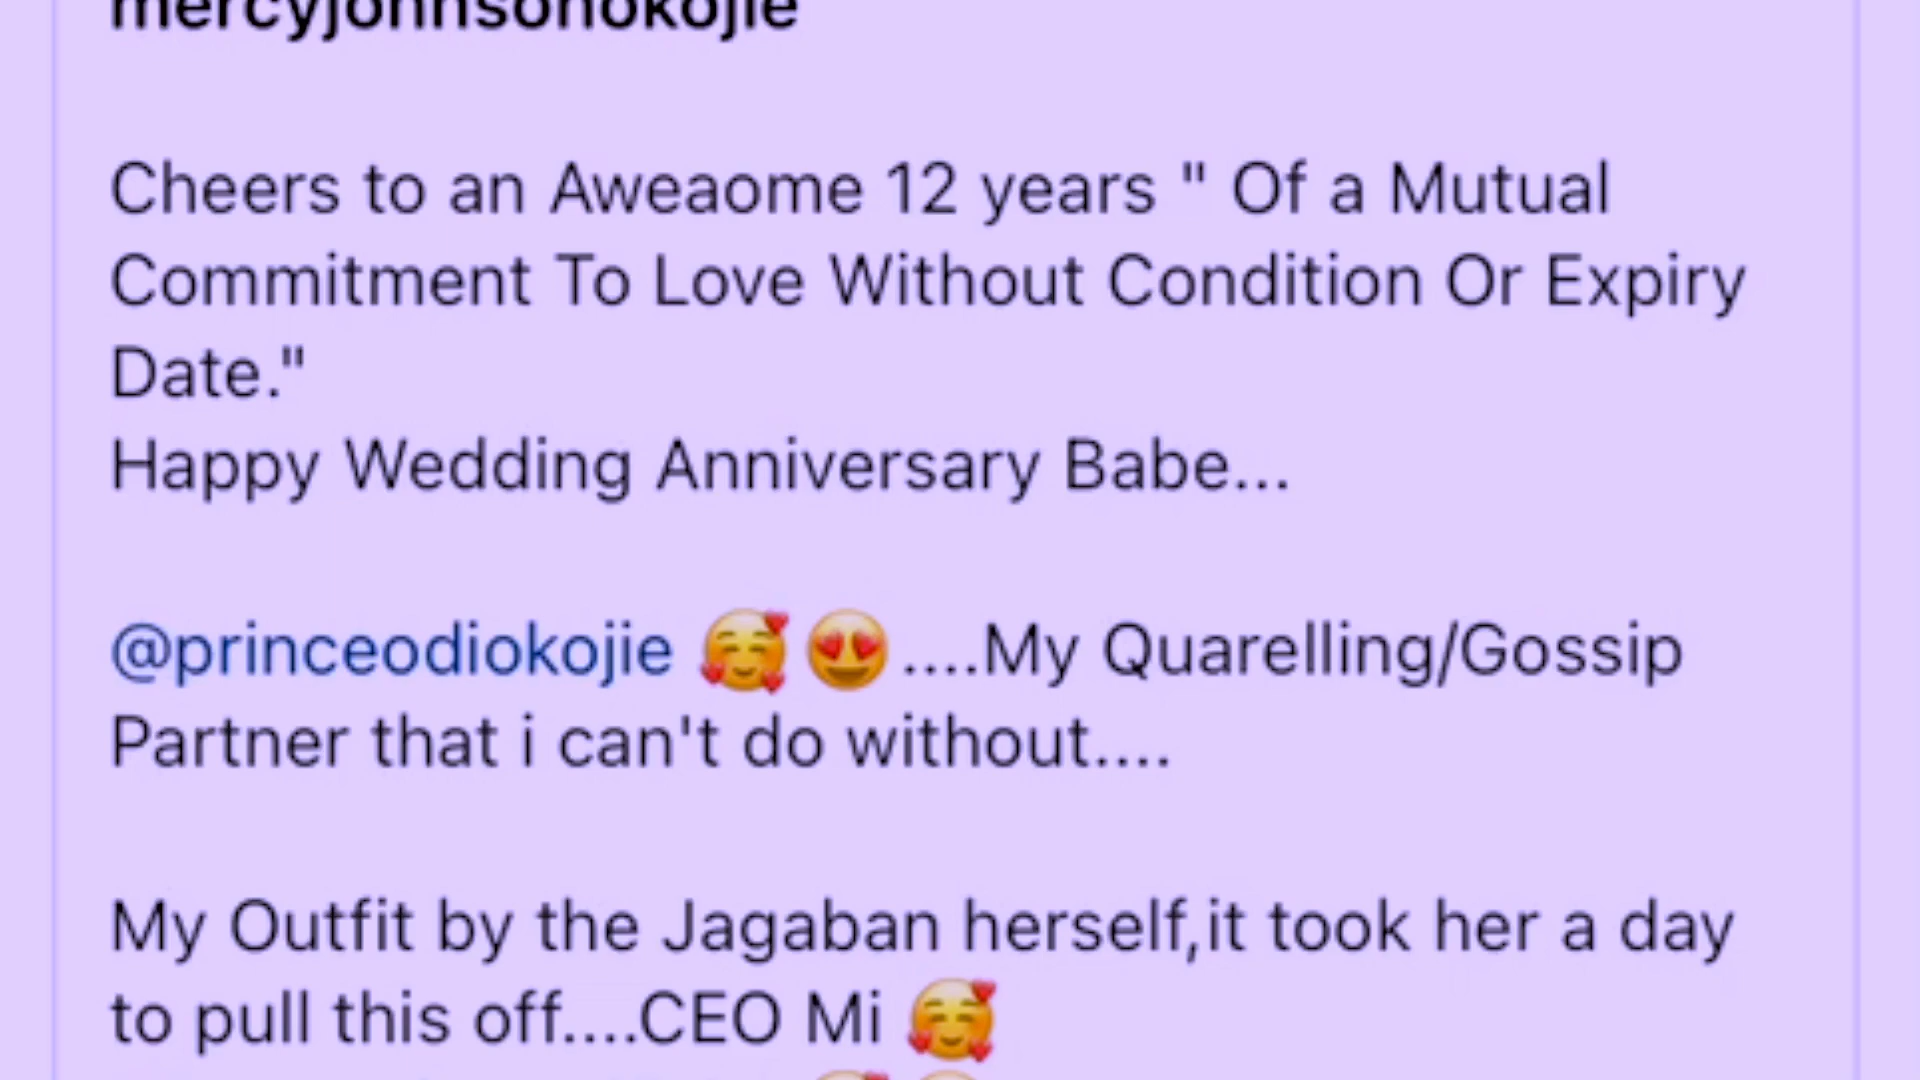 mercyjohnsonokojie
Cheers to an Aweaome 12 years " Of a Mutual
Commitment To Love Without Condition Or Expiry
Date."
Happy Wedding Anniversary Babe...
@princeodiokojie 🥰😍....My Quarelling/Gossip
Partner that i can't do without....
My Outfit by the Jagaban herself,it took her a day
to pull this off....CEO Mi 🥰